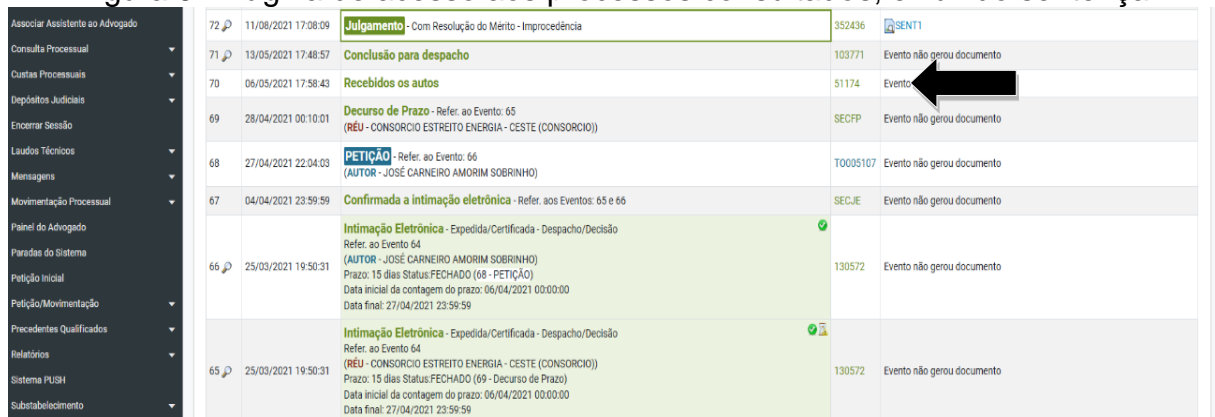 Associar Assistente ao Advogado
Consulta Processual
Custas Processuais
Depósitos Judiciais
Encerrar Sessão
Laudos Técnicos
Mensagens
Movimentação Processual
Painel do Advogado
Paradas do Sistema
Petição Inicial
Petição/Movimentação
Precedentes Qualificados
Relatórios
Sistema PUSH
Substabelecimento
72 11/08/2021 17:08:09 Julgamento - Com Resolução do Mérito - Improcedência 352436 SENT1
71 13/05/2021 17:48:57 Conclusão para despacho 103771 Evento não gerou documento
70 06/05/2021 17:58:43 Recebidos os autos 51174 Evento
69 28/04/2021 00:10:01 Decurso de Prazo - Refer. ao Evento: 65 SECFP Evento não gerou documento
(RÉU - CONSORCIO ESTREITO ENERGIA - CESTE (CONSORCIO))
68 27/04/2021 22:04:03 PETIÇÃO - Refer. ao Evento: 66 TO005107 Evento não gerou documento
(AUTOR - JOSÉ CARNEIRO AMORIM SOBRINHO)
67 04/04/2021 23:59:59 Confirmada a intimação eletrônica - Refer. aos Eventos: 65 e 66 SECJE Evento não gerou documento
Intimação Eletrônica - Expedida/Certificada - Despacho/Decisão
Refer. ao Evento 64
(AUTOR - JOSÉ CARNEIRO AMORIM SOBRINHO)
66 25/03/2021 19:50:31 Prazo: 15 dias Status:FECHADO (68 - PETIÇÃO) 130572 Evento não gerou documento
Data inicial da contagem do prazo: 06/04/2021 00:00:00
Data final: 27/04/2021 23:59:59
Intimação Eletrônica - Expedida/Certificada - Despacho/Decisão
Refer. ao Evento 64
(RÉU - CONSORCIO ESTREITO ENERGIA - CESTE (CONSORCIO))
65 25/03/2021 19:50:31 Prazo: 15 dias Status:FECHADO (69 - Decurso de Prazo) 130572 Evento não gerou documento
Data inicial da contagem do prazo: 06/04/2021 00:00:00
Data final: 27/04/2021 23:59:59